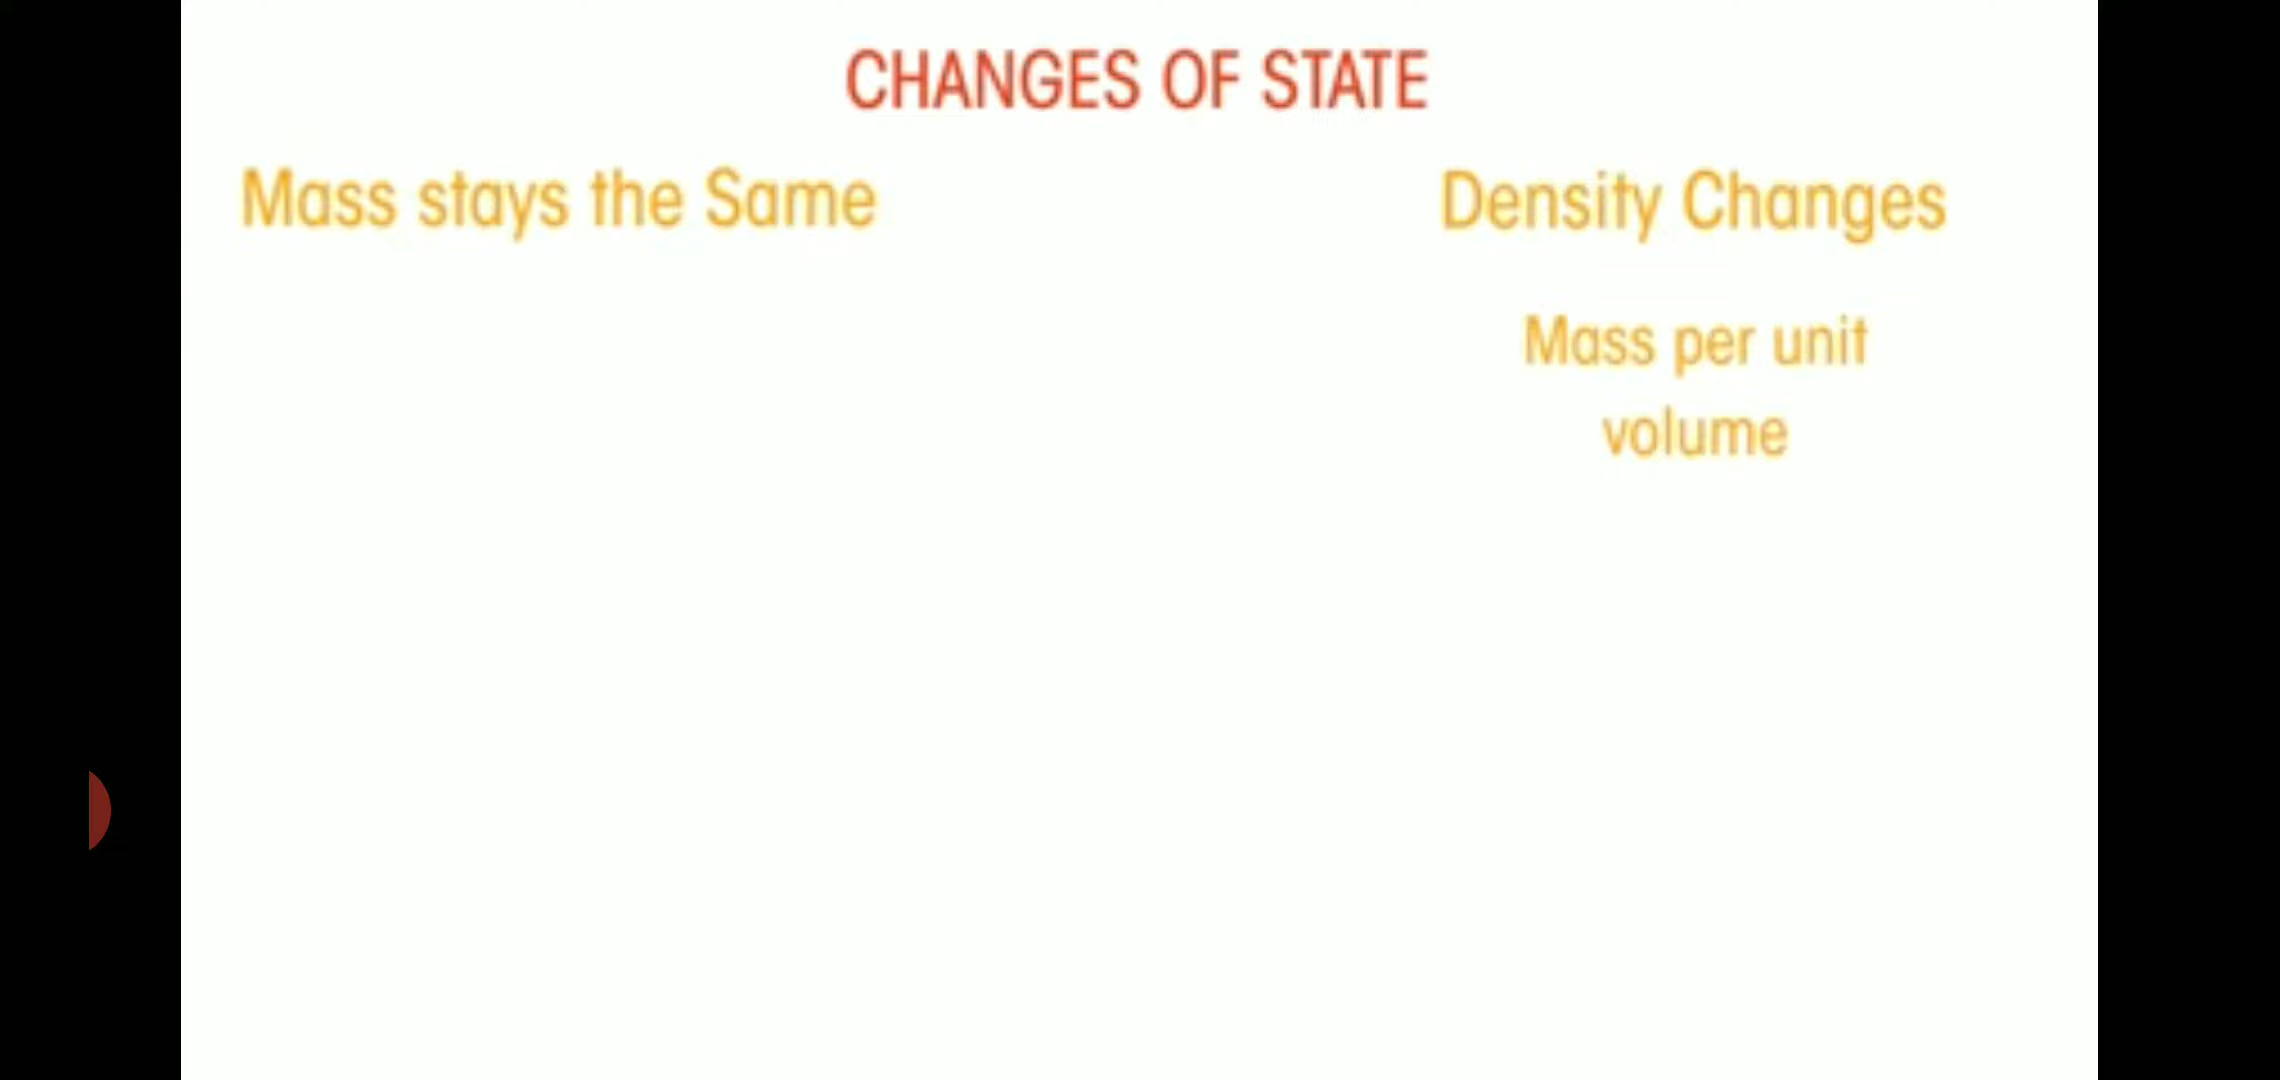 CHANGES OF STATE
Mass stays the Same
Density Changes
Mass per unit
volume